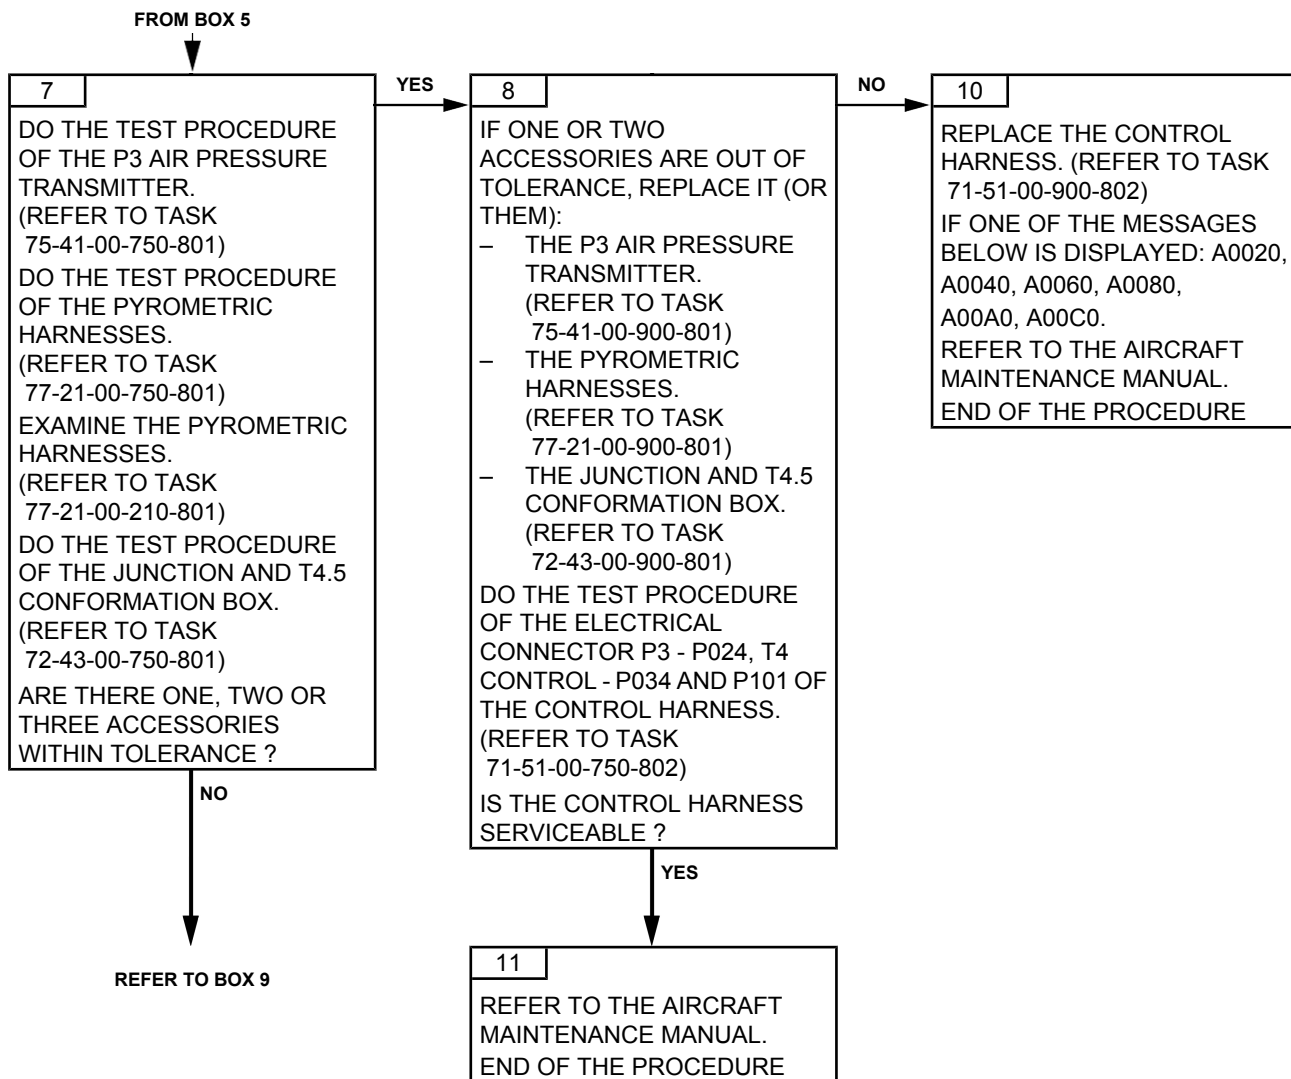 FROM BOX 5
7
DO THE TEST PROCEDURE
OF THE P3 AIR PRESSURE
TRANSMITTER.
(REFER TO TASK
75-41-00-750-801)
DO THE TEST PROCEDURE
OF THE PYROMETRIC
HARNESSES.
(REFER TO TASK
77-21-00-750-801)
EXAMINE THE PYROMETRIC
HARNESSES.
(REFER TO TASK
77-21-00-210-801)
DO THE TEST PROCEDURE
OF THE JUNCTION AND T4.5
CONFORMATION BOX.
(REFER TO TASK
72-43-00-750-801)
ARE THERE ONE, TWO OR
THREE ACCESSORIES
WITHIN TOLERANCE ?
NO
REFER TO BOX 9
YES
8
IF ONE OR TWO
ACCESSORIES ARE OUT OF
TOLERANCE, REPLACE IT (OR
THEM):
– THE P3 AIR PRESSURE
TRANSMITTER.
(REFER TO TASK
75-41-00-900-801)
– THE PYROMETRIC
HARNESSES.
(REFER TO TASK
77-21-00-900-801)
– THE JUNCTION AND T4.5
CONFORMATION BOX.
(REFER TO TASK
72-43-00-900-801)
DO THE TEST PROCEDURE
OF THE ELECTRICAL
CONNECTOR P3 - P024, T4
CONTROL - P034 AND P101 OF
THE CONTROL HARNESS.
(REFER TO TASK
71-51-00-750-802)
IS THE CONTROL HARNESS
SERVICEABLE ?
YES
11
REFER TO THE AIRCRAFT
MAINTENANCE MANUAL.
END OF THE PROCEDURE
NO
10
REPLACE THE CONTROL
HARNESS. (REFER TO TASK
71-51-00-900-802)
IF ONE OF THE MESSAGES
BELOW IS DISPLAYED: A0020,
A0040, A0060, A0080,
A00A0, A00C0.
REFER TO THE AIRCRAFT
MAINTENANCE MANUAL.
END OF THE PROCEDURE